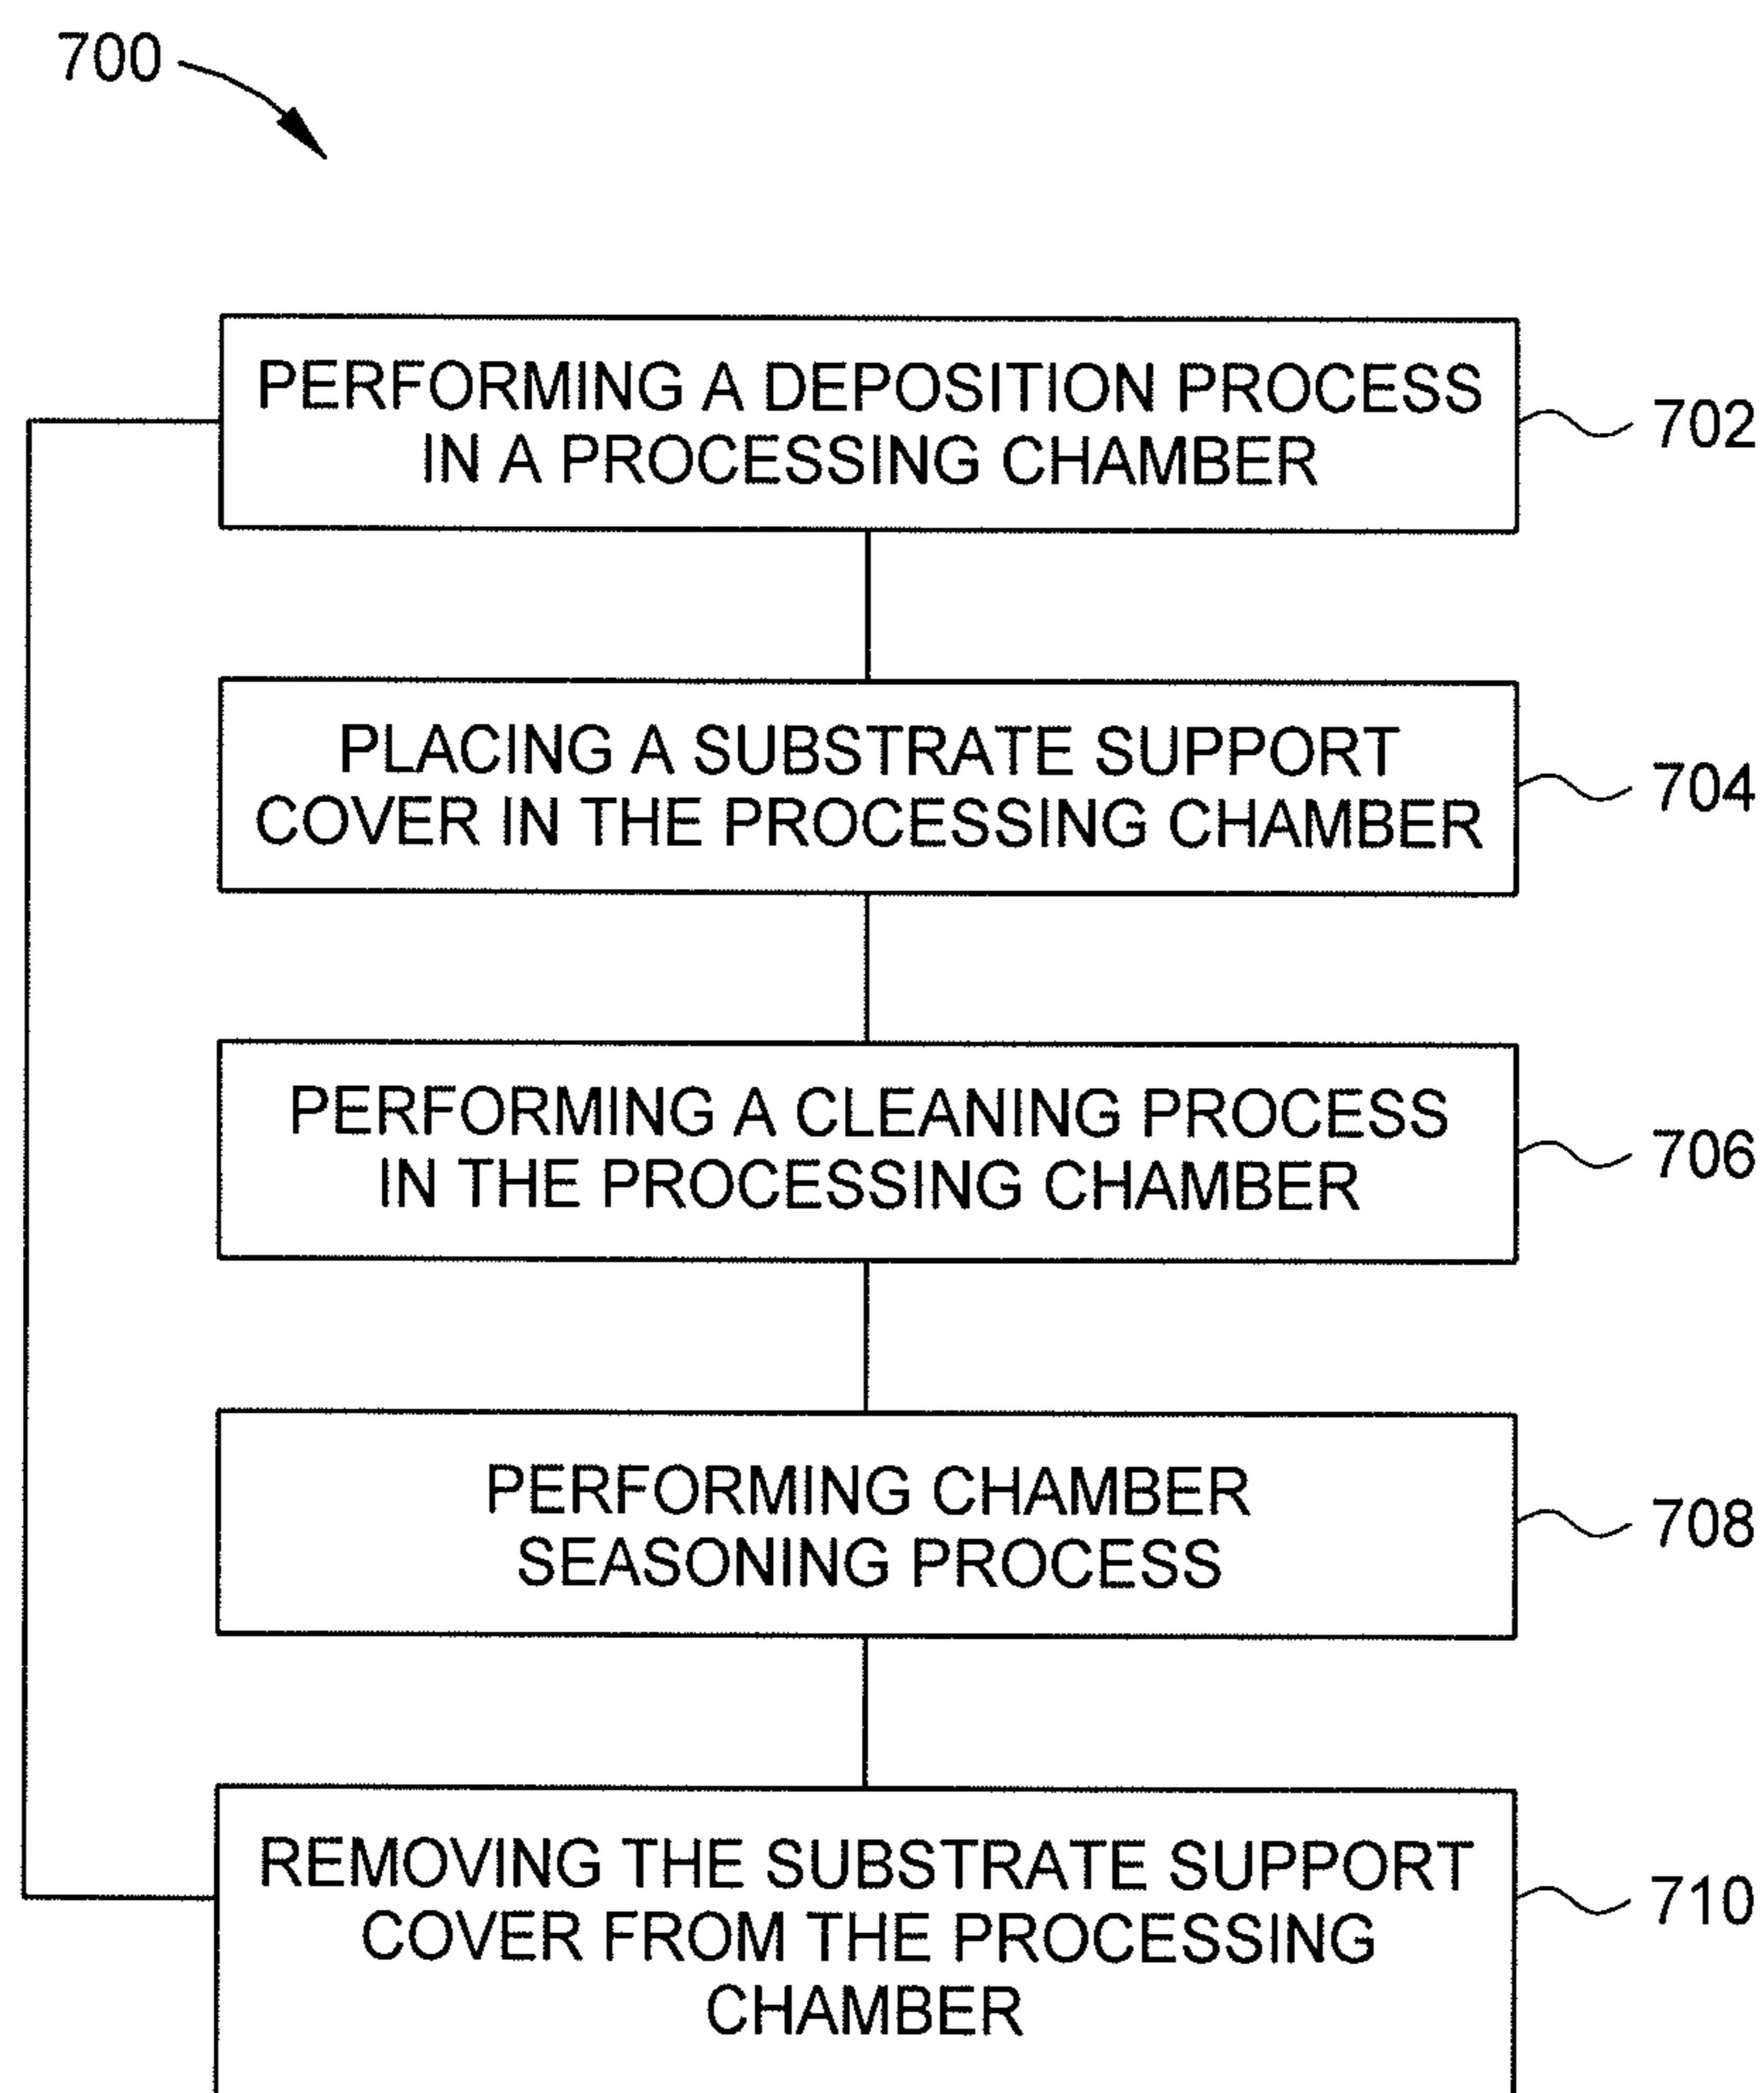 700
PERFORMING A DEPOSITION PROCESS
IN A PROCESSING CHAMBER
702
PLACING A SUBSTRATE SUPPORT
COVER IN THE PROCESSING CHAMBER
704
PERFORMING A CLEANING PROCESS
IN THE PROCESSING CHAMBER
706
PERFORMING CHAMBER
SEASONING PROCESS
708
REMOVING THE SUBSTRATE SUPPORT
COVER FROM THE PROCESSING
CHAMBER
710